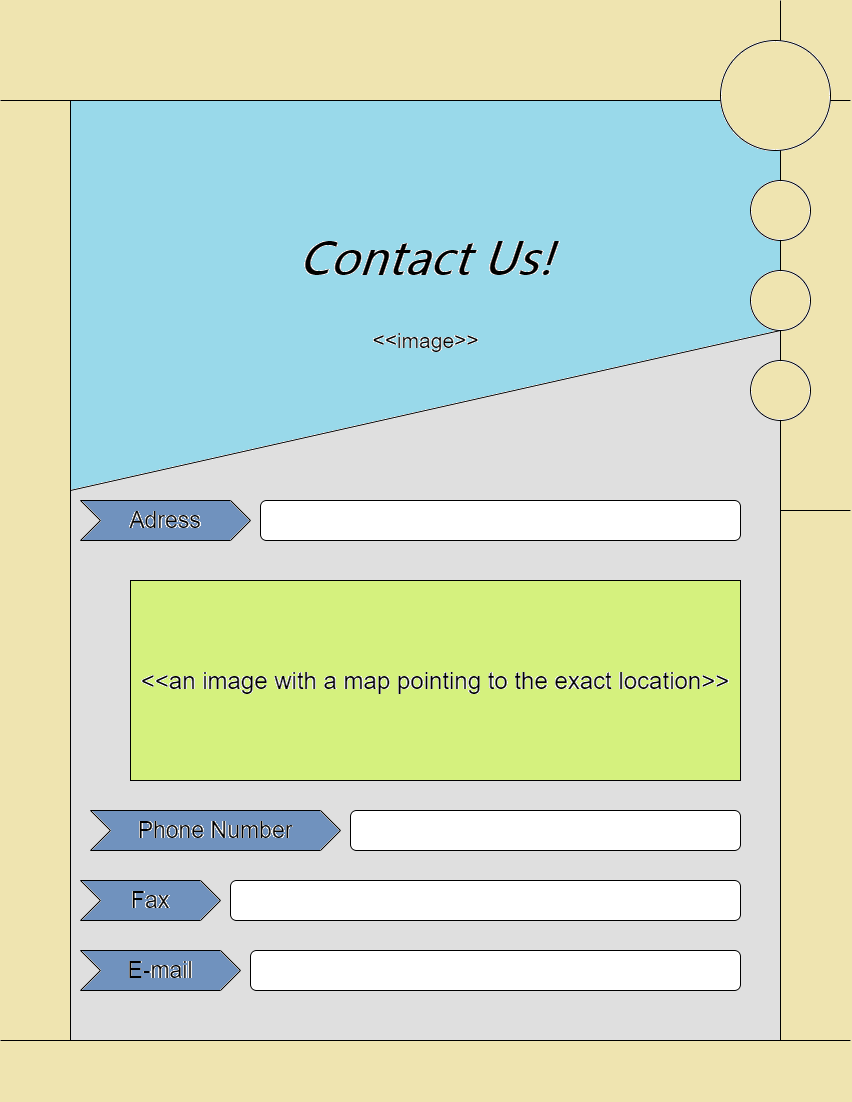 Contact Us!
<<image>>
Adress
<<an image with a map pointing to the exact location>>
Phone Number
Fax
E-mail